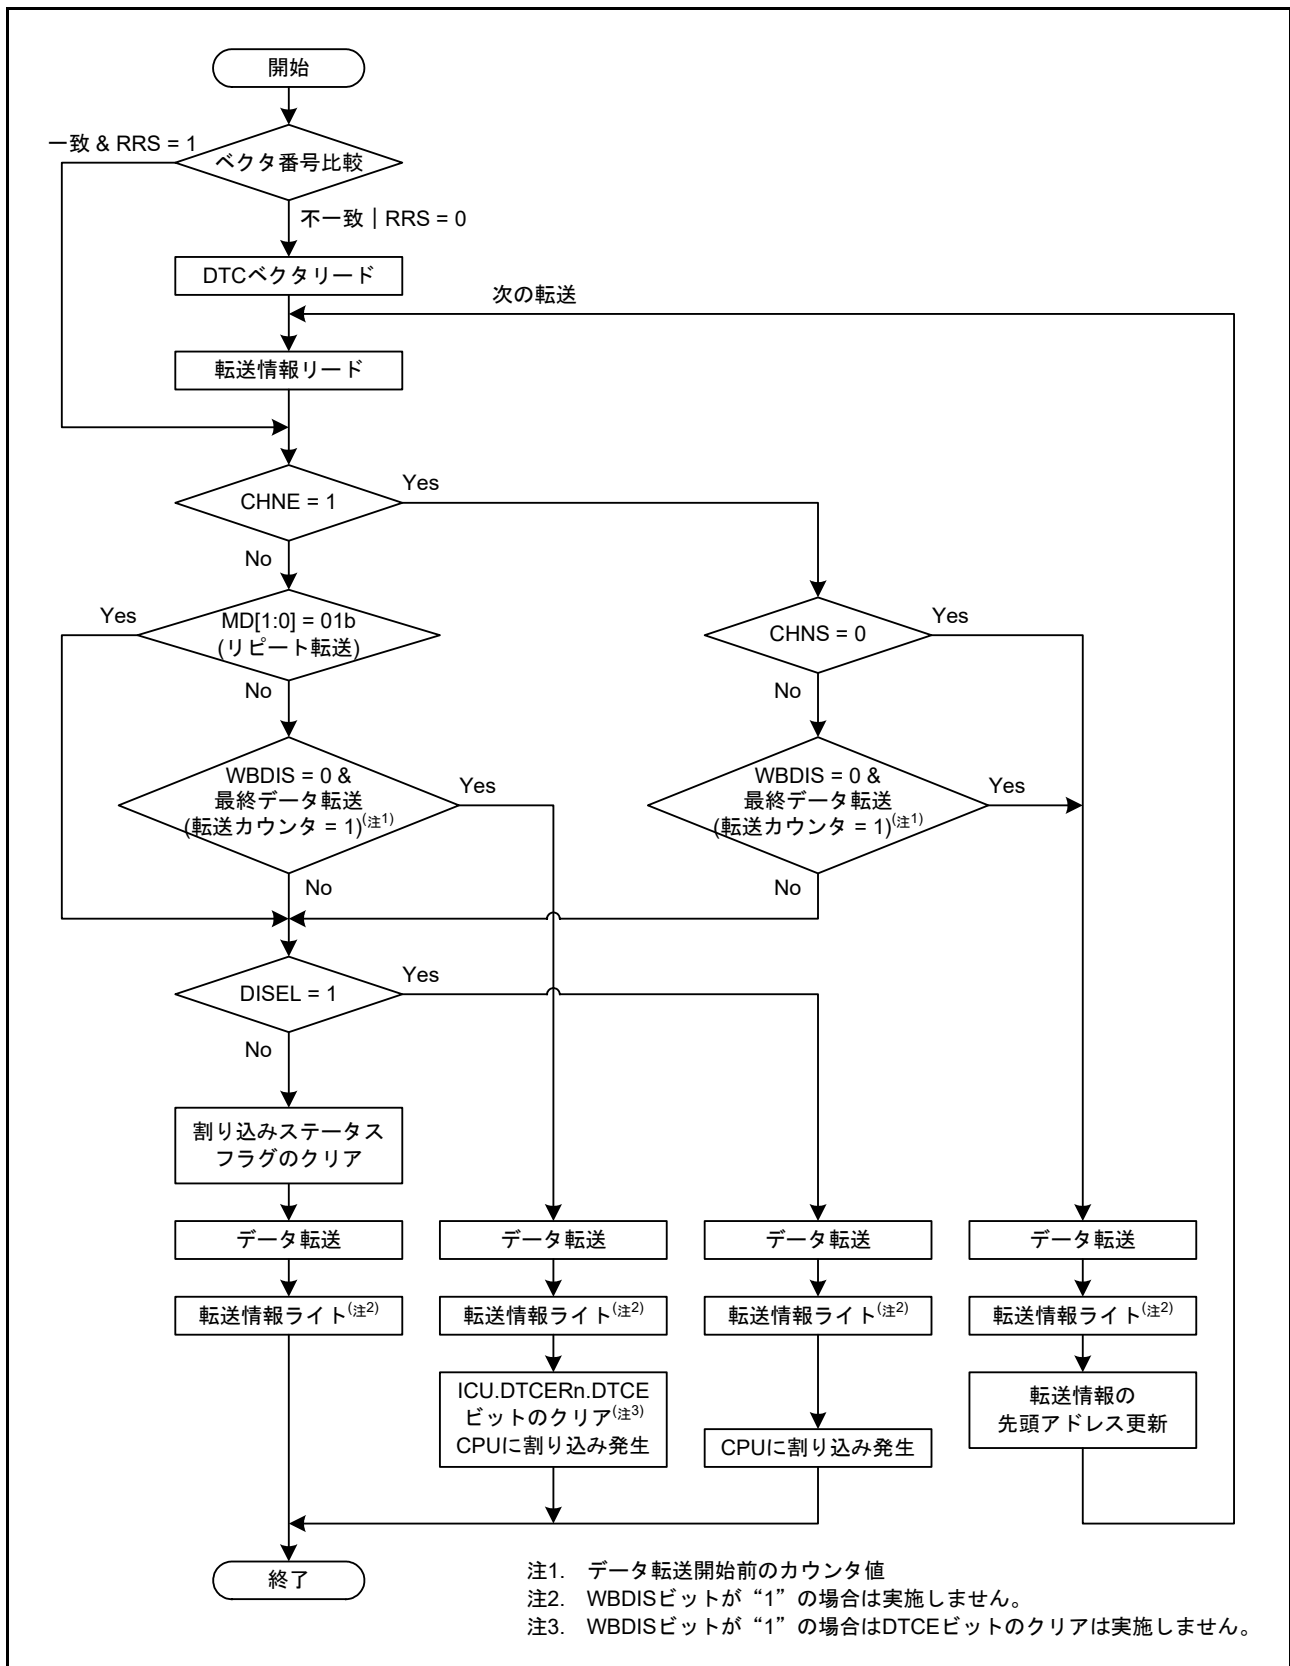 開始
一致 & RRS = 1
ベクタ番号比較
不一致 | RRS = 0
DTCベクタリード
次の転送
転送情報リード
CHNE = 1
Yes
No
Yes
MD[1:0] = 01b
(リピート転送)
No
CHNS = 0
Yes
No
WBDIS = 0 &
最終データ転送
(転送カウンタ = 1)(注1)
Yes
No
WBDIS = 0 &
最終データ転送
(転送カウンタ = 1)(注1)
Yes
No
DISEL = 1
Yes
No
割り込みステータス
フラグのクリア
データ転送
データ転送
データ転送
データ転送
転送情報ライト(注2)
転送情報ライト(注2)
転送情報ライト(注2)
転送情報ライト(注2)
ICU.DTCERn.DTCE
ビットのクリア(注3)
CPUに割り込み発生
CPUに割り込み発生
転送情報の
先頭アドレス更新
終了
注1. データ転送開始前のカウンタ値
注2. WBDISビットが“1”の場合は実施しません。
注3. WBDISビットが“1”の場合はDTCEビットのクリアは実施しません。